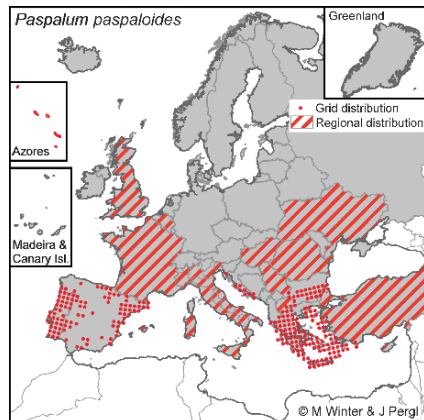 Paspalum paspaloides
Greenland
Grid distribution
Regional distribution
Azores
Madeira &
Canary Isl.
© M Winter & J Pergl